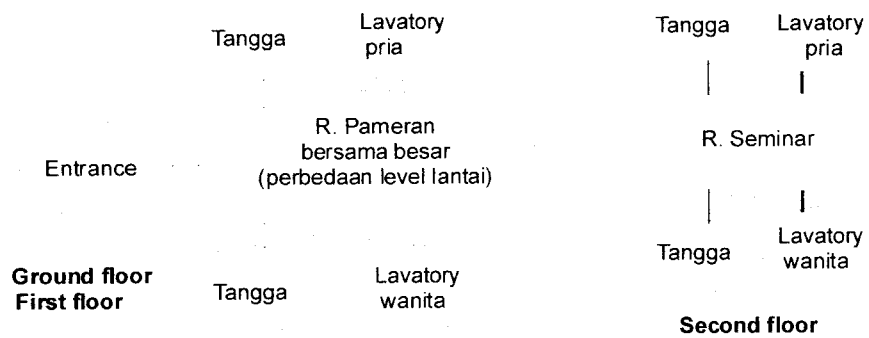 Tangga
Lavatory
pria
R. Pameran
bersama besar
(perbedaan level lantai)
Entrance
Tangga
Lavatory
wanita
Ground floor
First floor
Tangga
Lavatory
pria
R. Seminar
Tangga
Lavatory
wanita
Second floor